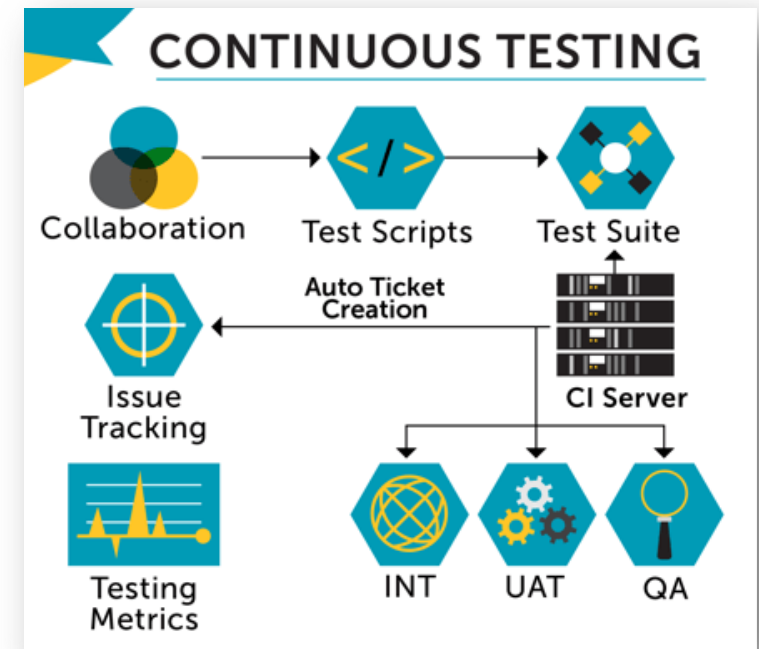 CONTINUOUS TESTING
< / >
Collaboration
Test Scripts
Test Suite
Auto Ticket
Creation
Issue
Tracking
CI Server
Testing
Metrics
INT
UAT
QA